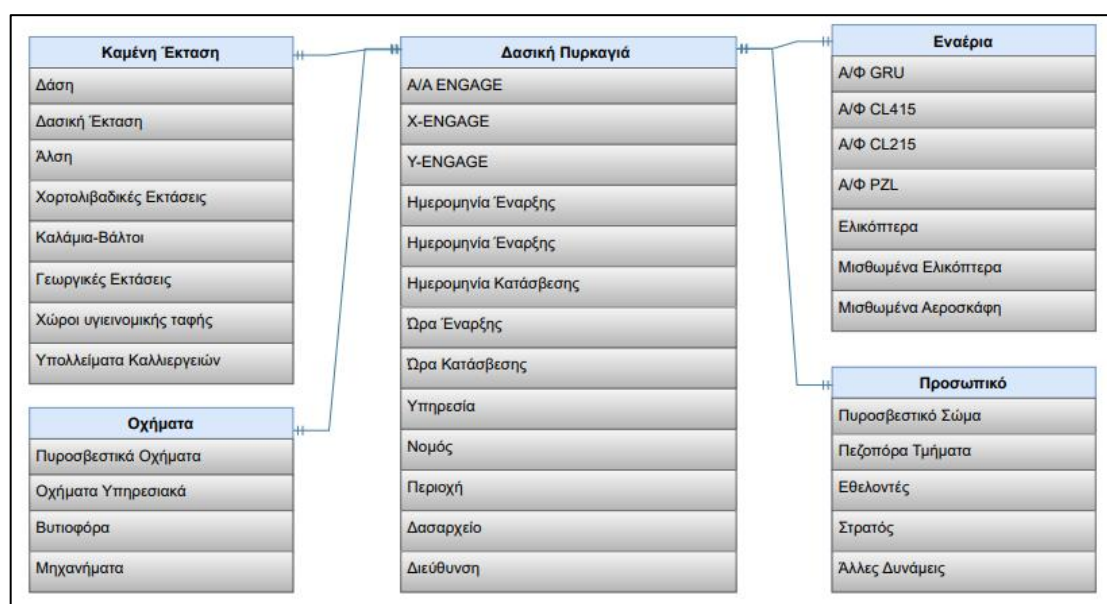 Καμένη Έκταση
Δάση
Δασική Έκταση
Άλση
Χορτολιβαδικές Εκτάσεις
Καλάμια-Βάλτοι
Γεωργικές Εκτάσεις
Χώροι υγιεινομικής ταφής
Υπολλείματα Καλλιεργειών
Οχήματα
Πυροσβεστικά Οχήματα
Οχήματα Υπηρεσιακά
Βυτιοφόρα
Μηχανήματα
Δασική Πυρκαγιά
Α/Α ENGAGE
X-ENGAGE
Y-ENGAGE
Ημερομηνία Έναρξης
Ημερομηνία Έναρξης
Ημερομηνία Κατάσβεσης
Ώρα Έναρξης
Ώρα Κατάσβεσης
Υπηρεσία
Νομός
Περιοχή
Δασαρχείο
Διεύθυνση
Εναέρια
Α/Φ GRU
Α/Φ CL415
Α/Φ CL215
Α/Φ PZL
Ελικόπτερα
Μισθωμένα Ελικόπτερα
Μισθωμένα Αεροσκάφη
Προσωπικό
Πυροσβεστικό Σώμα
Πεζοπόρα Τμήματα
Εθελοντές
Στρατός
Άλλες Δυνάμεις